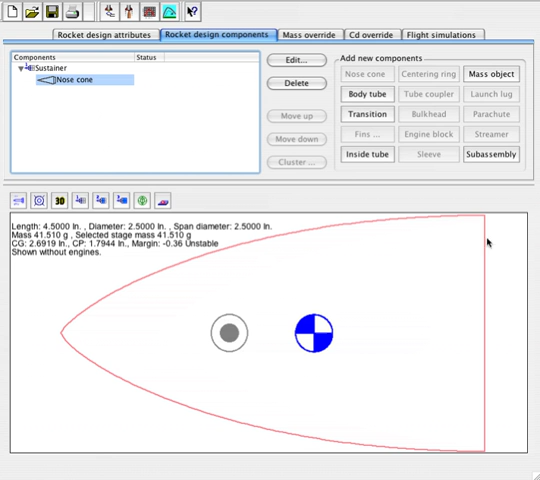 Rocket design attributes Rocket design components Mass override Cd override Flight simulations
Components Status
Sustainer
Nose cone
Edit...
Delete
Move up
Move down
Cluster ...
Add new components
Nose cone Centering ring Mass object
Body tube Tube coupler Launch lug
Transition Bulkhead Parachute
Fins ... Engine block Streamer
Inside tube Sleeve Subassembly
3D
Length: 4.5000 In. , Diameter: 2.5000 In. , Span diameter: 2.5000 In.
Mass 41.510 g , Selected stage mass 41.510 g
CG: 2.6919 In., CP: 1.7944 In., Margin: -0.36 Unstable
Shown without engines.